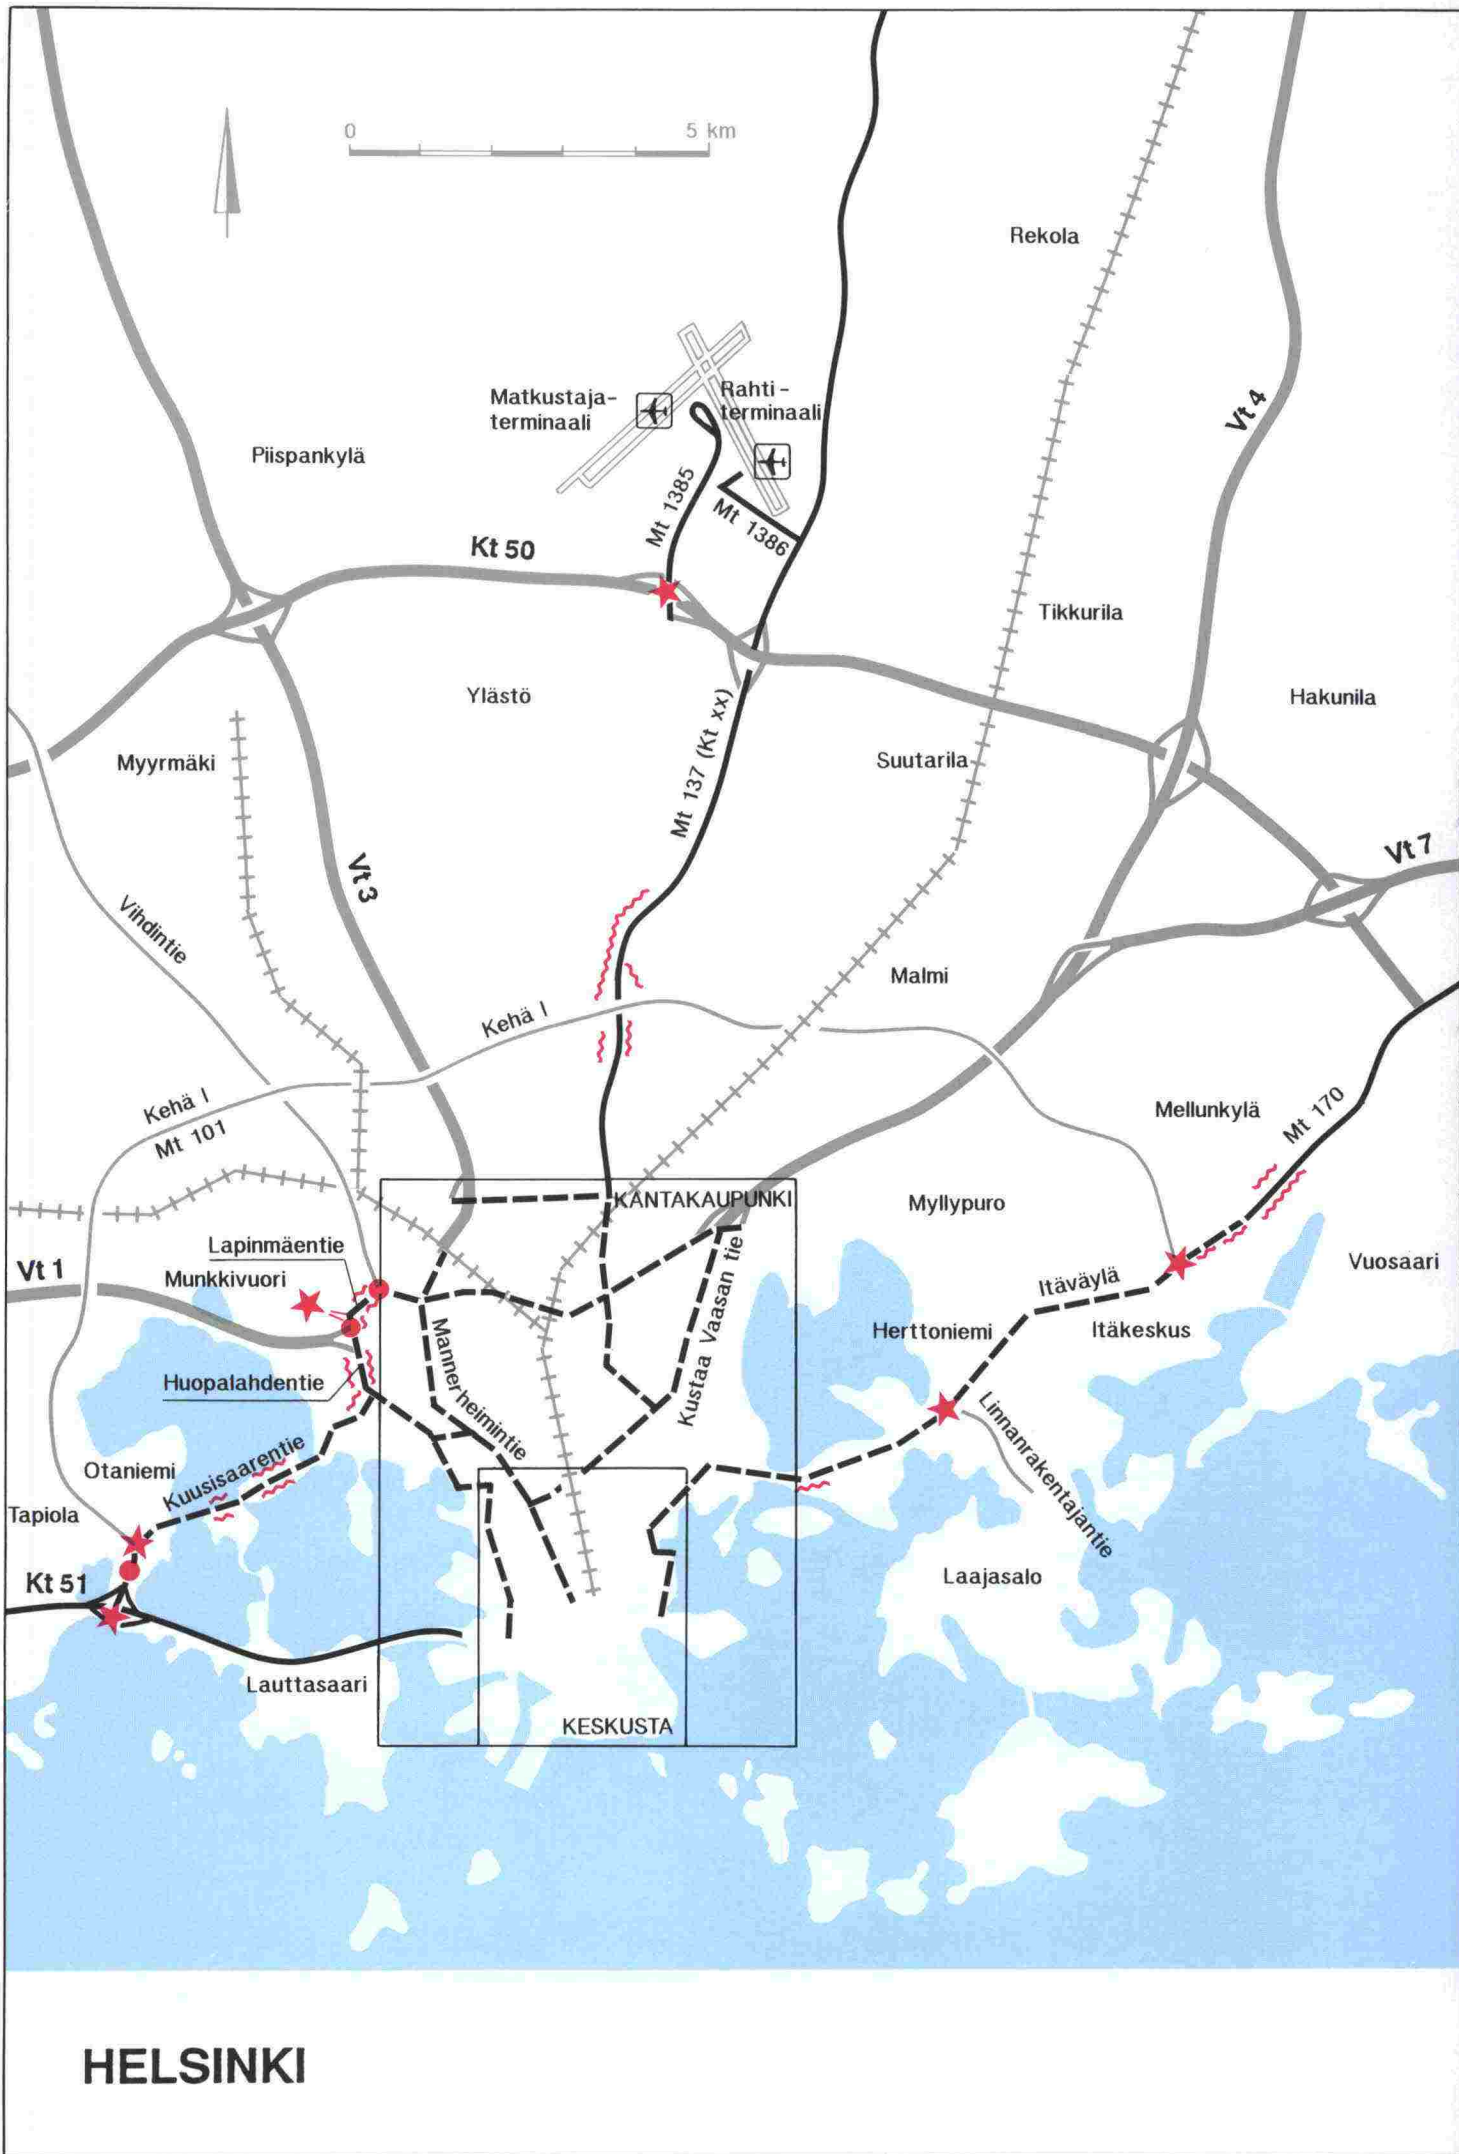 0
5 km
Rekola
Matkustaja-
terminaali
Rahti-
terminaali
Vt 4
Piispankylä
Mt 1385
Mt 1386
Kt 50
Tikkurila
Ylästö
Hakunila
Mt 137 (Kt xx)
Myyrmäki
Suutarila
Vt 7
Vt 3
Vihdintie
Malmi
Kehä I
Kehä I
Mt 101
Mellunkylä
Mt 170
KANTAKAUPUNKI
Myllypuro
Lapinmäentie
Vuosaari
Vt 1
Munkkivuori
Itäväylä
Kustaa Vaasan tie
Herttoniemi
Itäkeskus
Mannerheimintie
Huopalahdentie
Linnanrakentajantie
Otaniemi
Kuusisaarentie
Tapiola
Kt 51
Laajasalo
Lauttasaari
KESKUSTA
HELSINKI